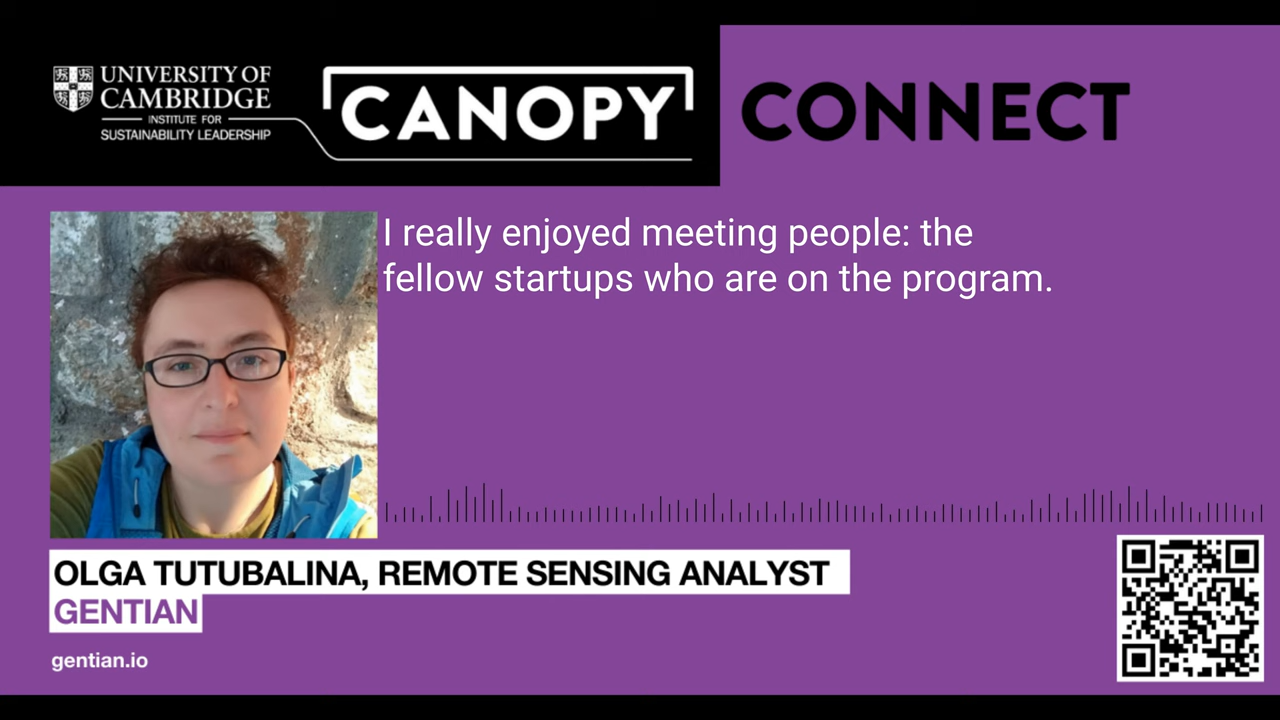 UNIVERSITY OF
CAMBRIDGE
INSTITUTE FOR
SUSTAINABILITY LEADERSHIP
CANOPY
CONNECT
I really enjoyed meeting people: the
fellow startups who are on the program.
OLGA TUTUBALINA, REMOTE SENSING ANALYST
GENTIAN
gentian.io